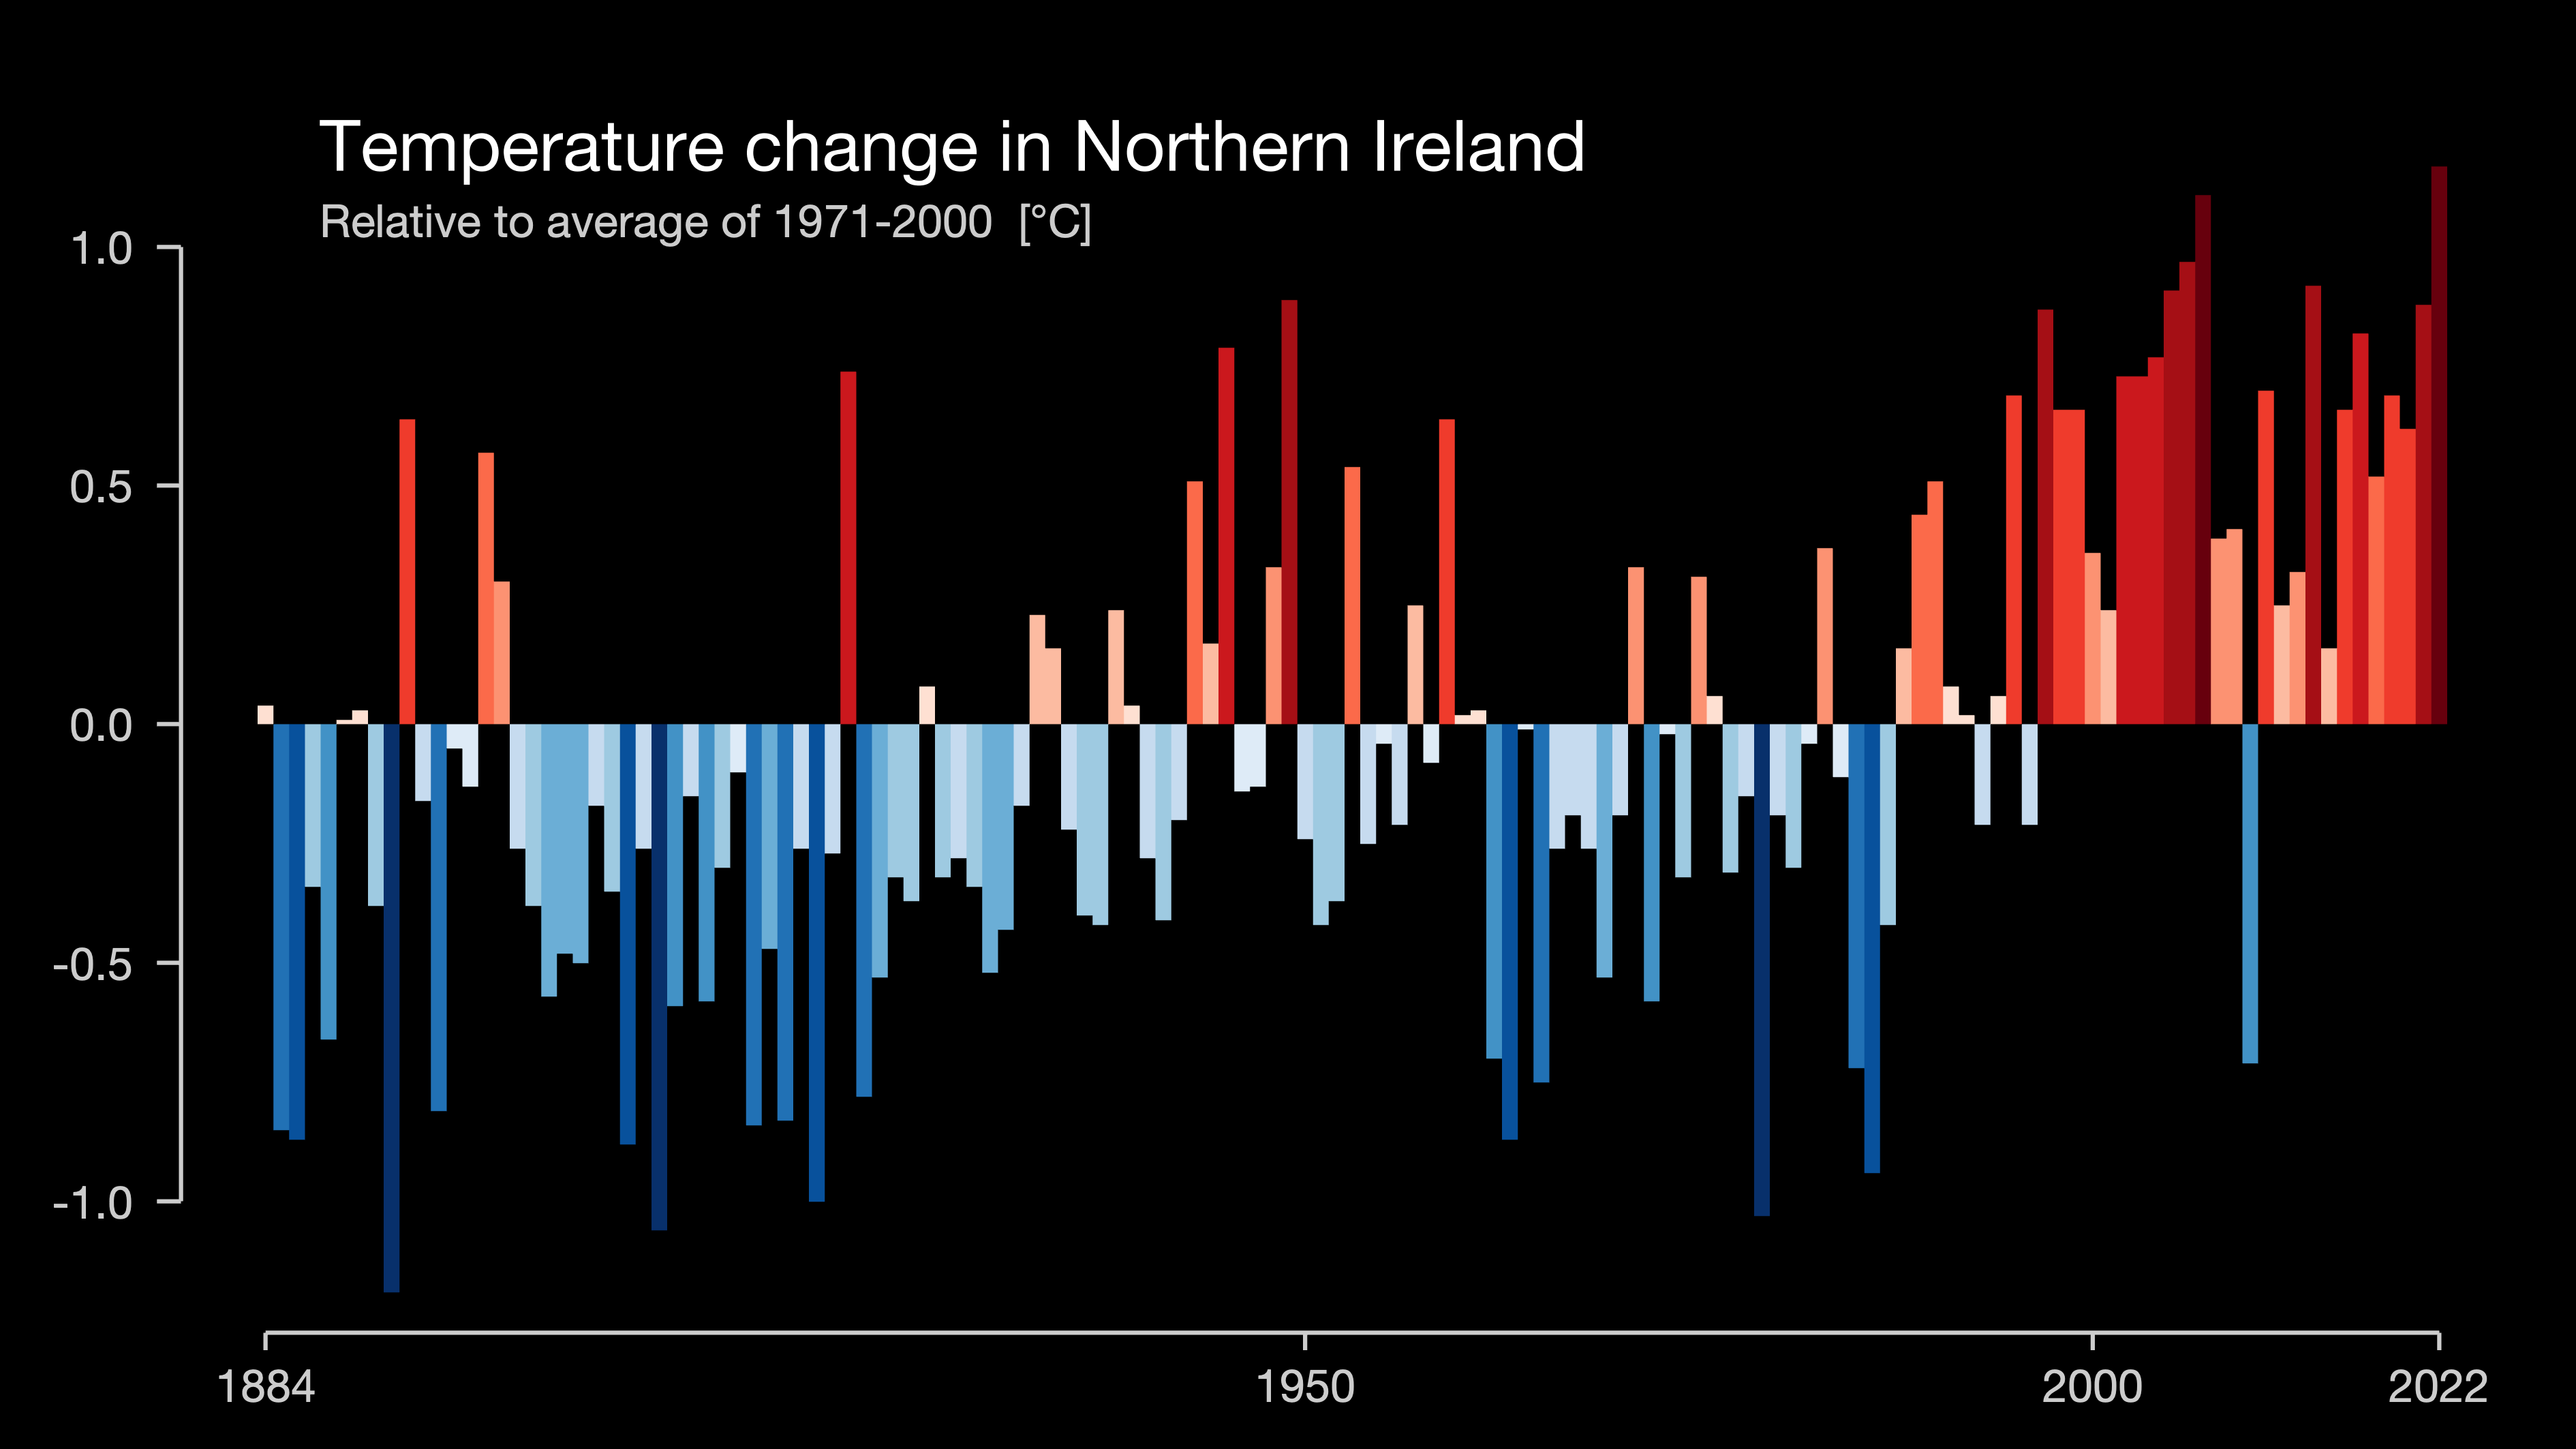 Temperature change in Northern Ireland
Relative to average of 1971-2000 [°C]
1.0
0.5
0.0
-0.5
-1.0
1884 1950 2000 2022